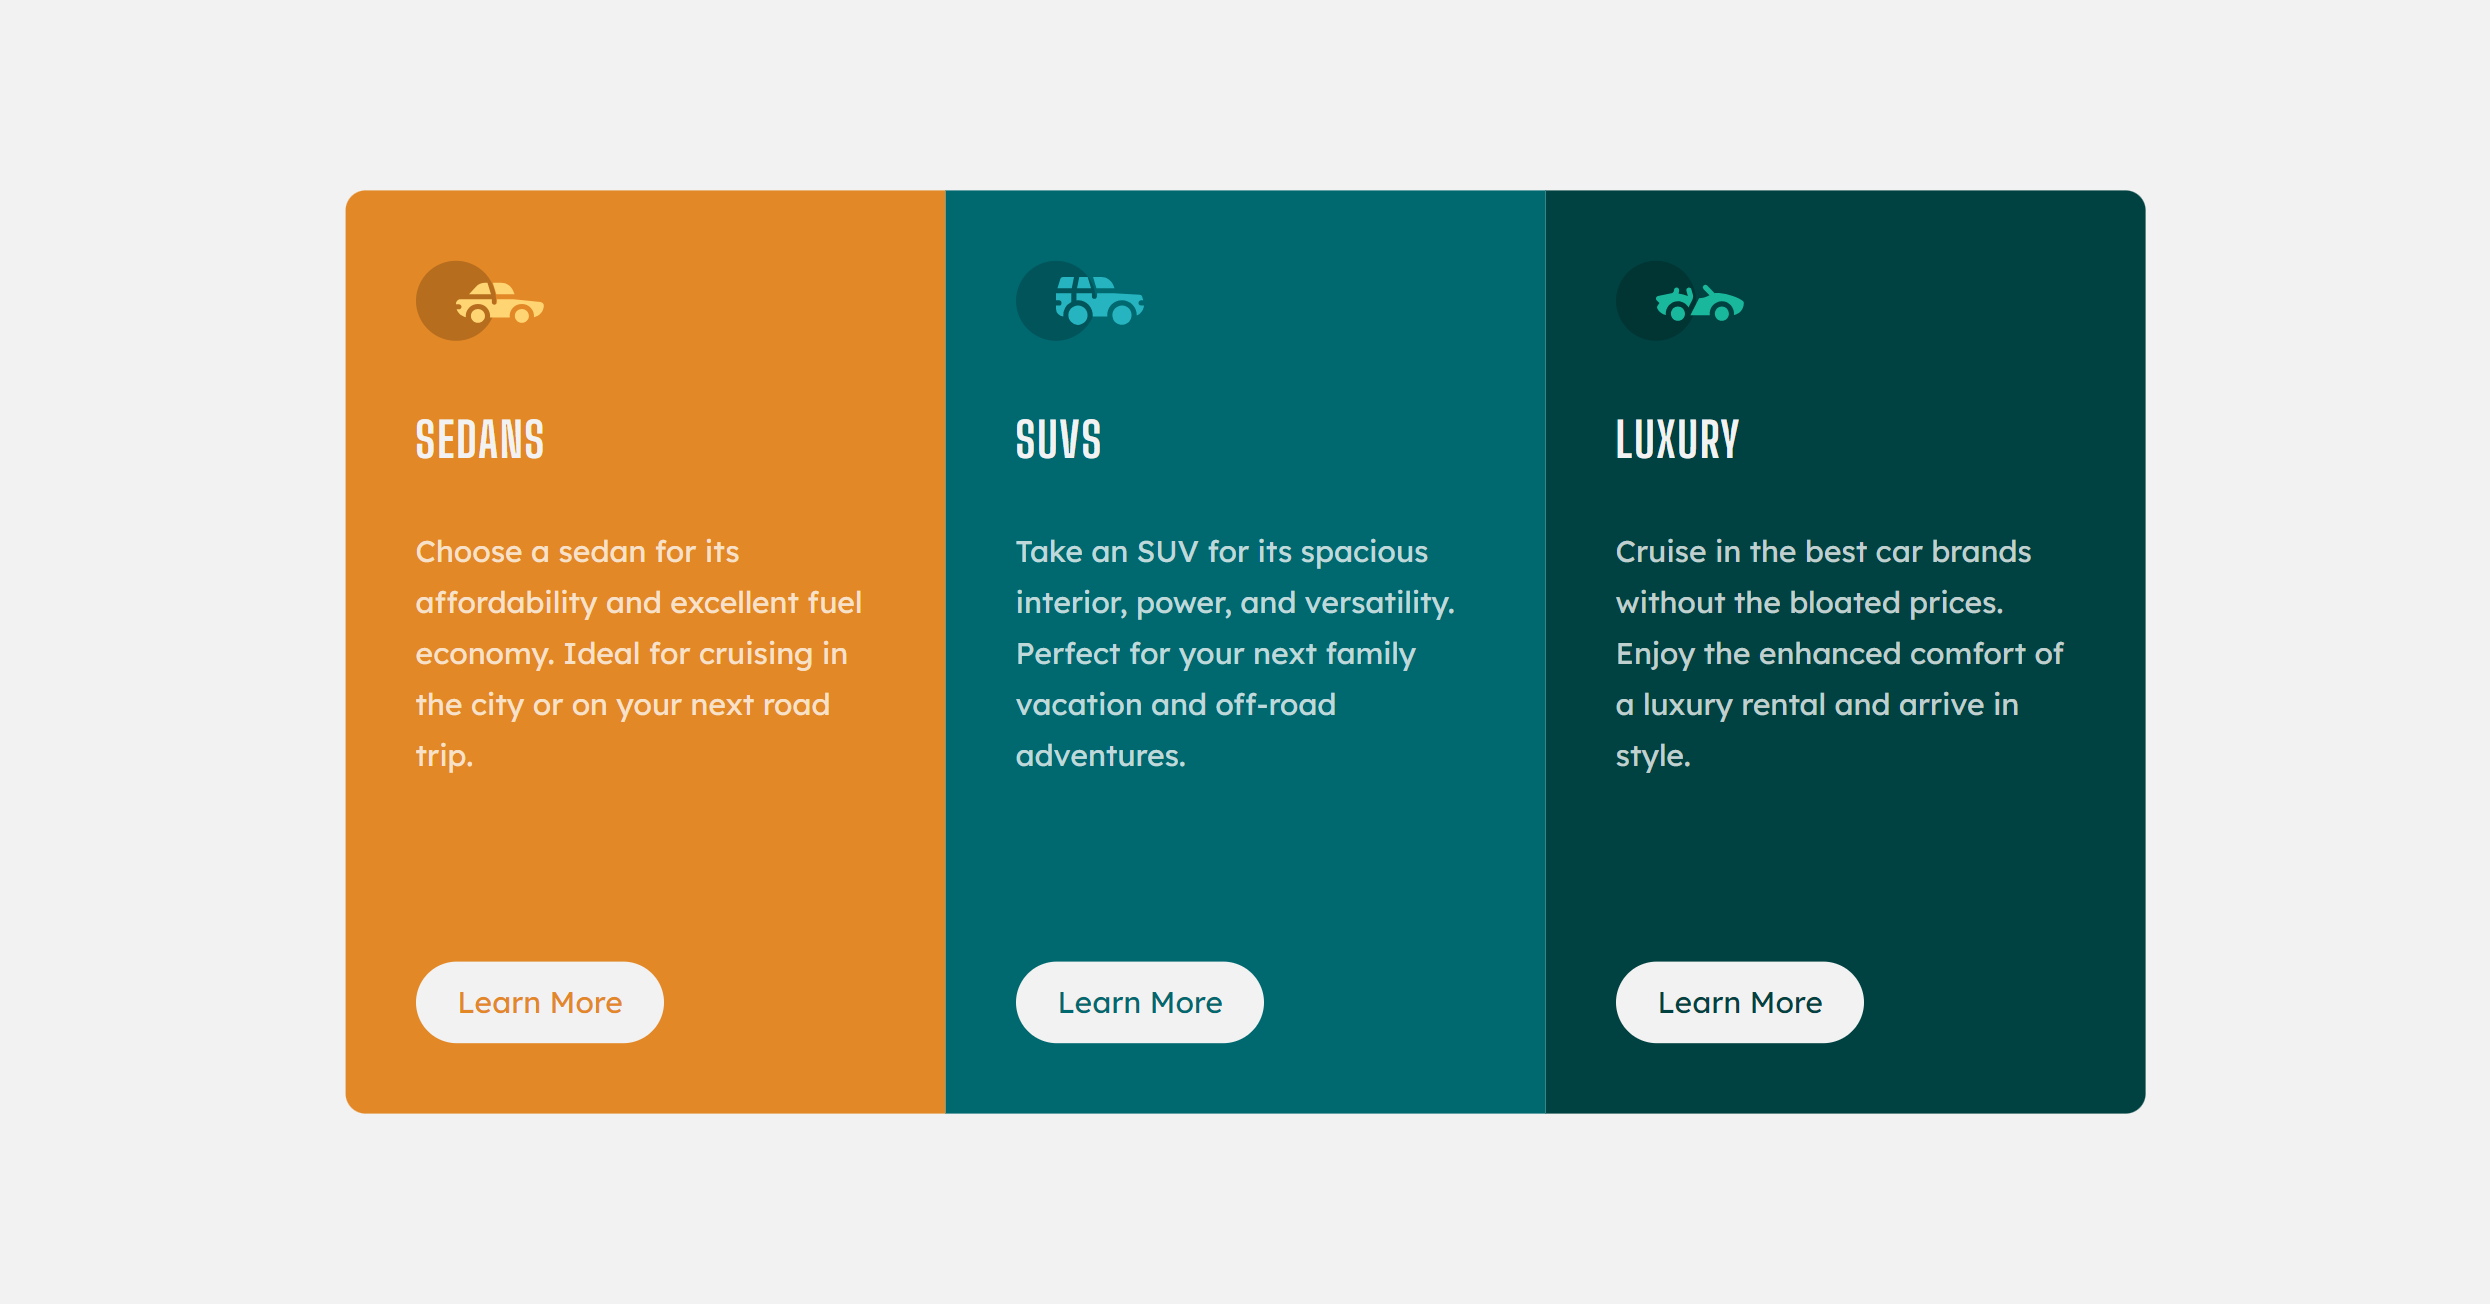 SEDANS
Choose a sedan for its
affordability and excellent fuel
economy. Ideal for cruising in
the city or on your next road
trip.
Learn More
SUVS
Take an SUV for its spacious
interior, power, and versatility.
Perfect for your next family
vacation and off-road
adventures.
Learn More
LUXURY
Cruise in the best car brands
without the bloated prices.
Enjoy the enhanced comfort of
a luxury rental and arrive in
style.
Learn More